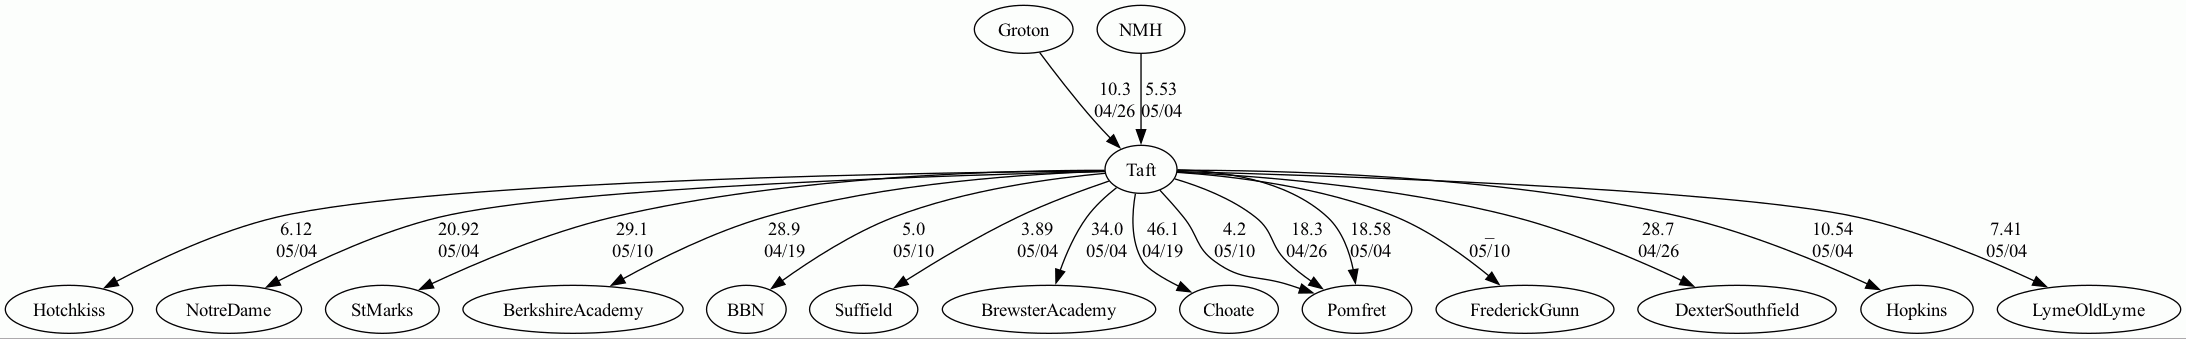 Groton
NMH
10.3
04/26
5.53
05/04
Taft
6.12
05/04
20.92
05/04
29.1
05/10
28.9
04/19
5.0
05/10
3.89
05/04
34.0
05/04
46.1
04/19
4.2
05/10
18.3
04/26
18.58
05/04
_
05/10
28.7
04/26
10.54
05/04
7.41
05/04
Hotchkiss
NotreDame
StMarks
BerkshireAcademy
BBN
Suffield
BrewsterAcademy
Choate
Pomfret
FrederickGunn
DexterSouthfield
Hopkins
LymeOldLyme